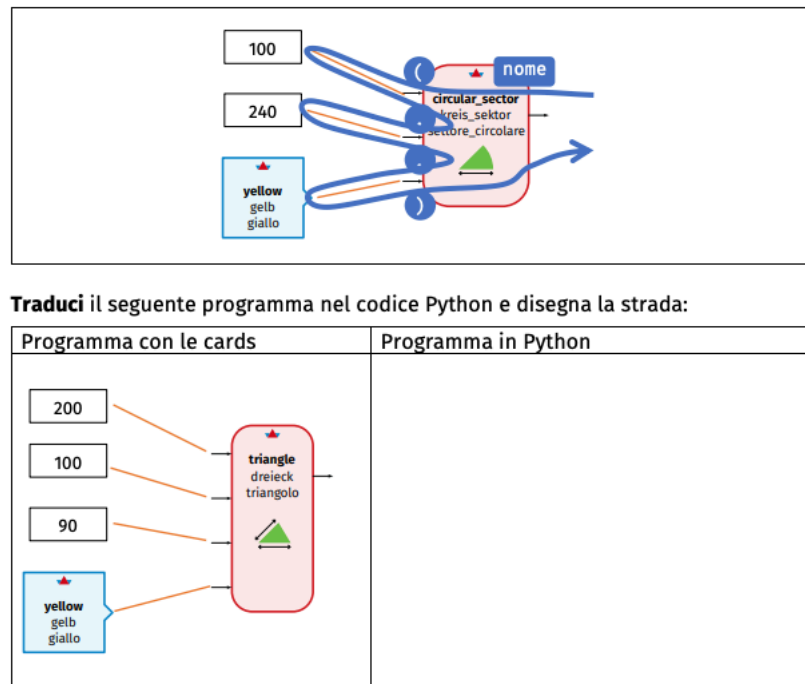 100
240
yellow
gelb
giallo
(
nome
circular_sector
kreis_sektor
settore_circolare
)
Traduci il seguente programma nel codice Python e disegna la strada:
Programma con le cards
Programma in Python
200
100
90
yellow
gelb
giallo
triangle
dreieck
triangolo